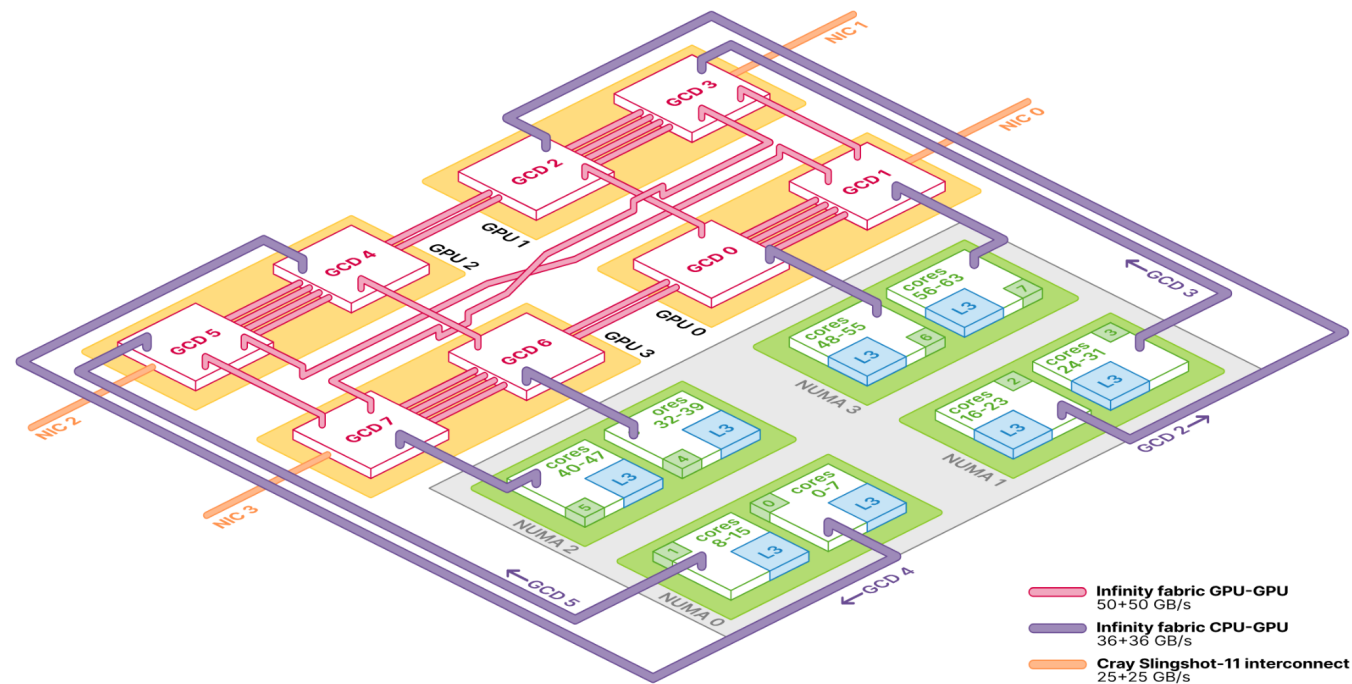 NIC 1
NIC 0
GCD 3
GCD 2
GCD 1
GPU 1
GCD 0
GPU 0
GCD 4
GPU 2
GCD 5
GCD 6
GPU 3
GCD 7
NIC 2
NIC 3
cores
56-63
7
L3
cores
48-55
6
L3
NUMA 3
←GCD 3
3
cores
24-31
L3
2
cores
16-23
L3
NUMA 1
GCD 2→
ores
32-39
L3
4
cores
40-47
L3
5
NUMA 2
0
cores
0-7
L3
1
cores
8-15
L3
NUMA 0
←GCD 5
←GCD 4
Infinity fabric GPU-GPU
50+50 GB/s
Infinity fabric CPU-GPU
36+36 GB/s
Cray Slingshot-11 interconnect
25+25 GB/s